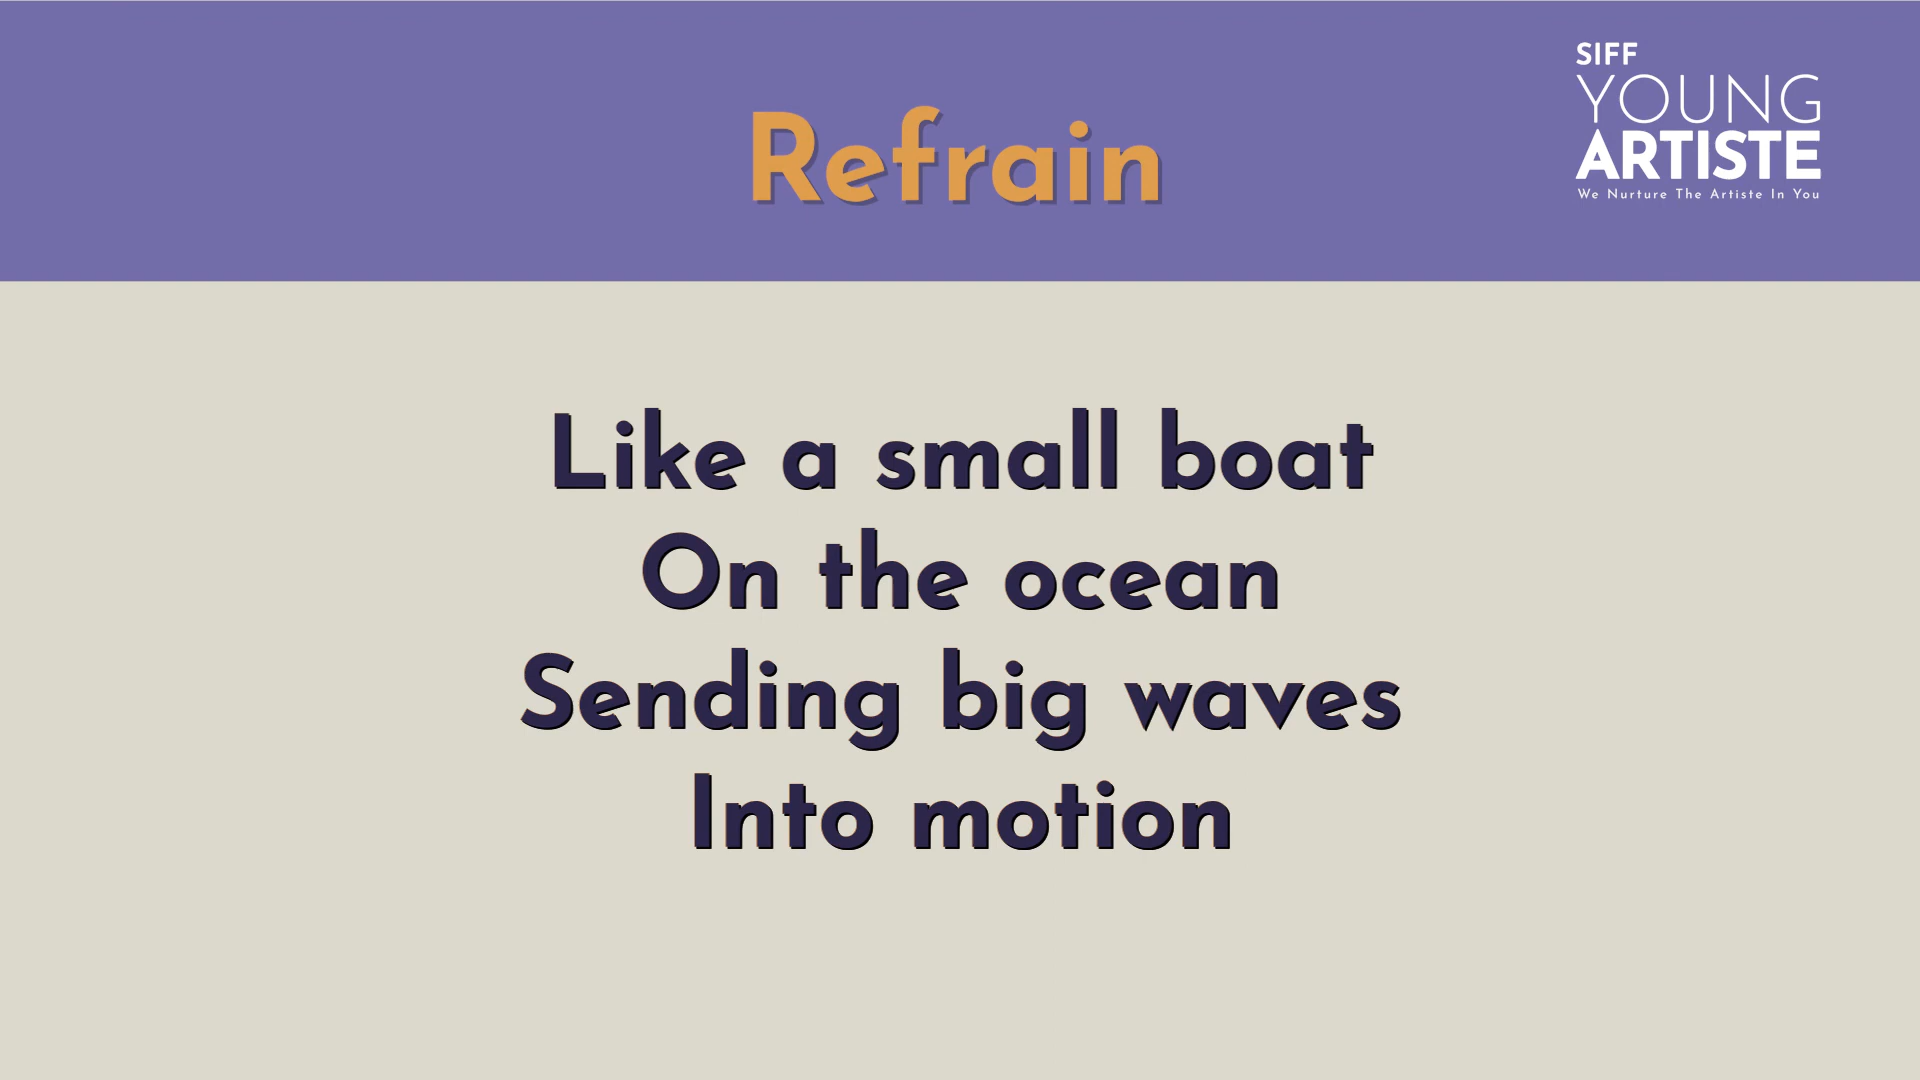 Refrain
SIFF
YOUNG
ARTISTE
We Nurture The Artiste In You
Like a small boat
On the ocean
Sending big waves
Into motion